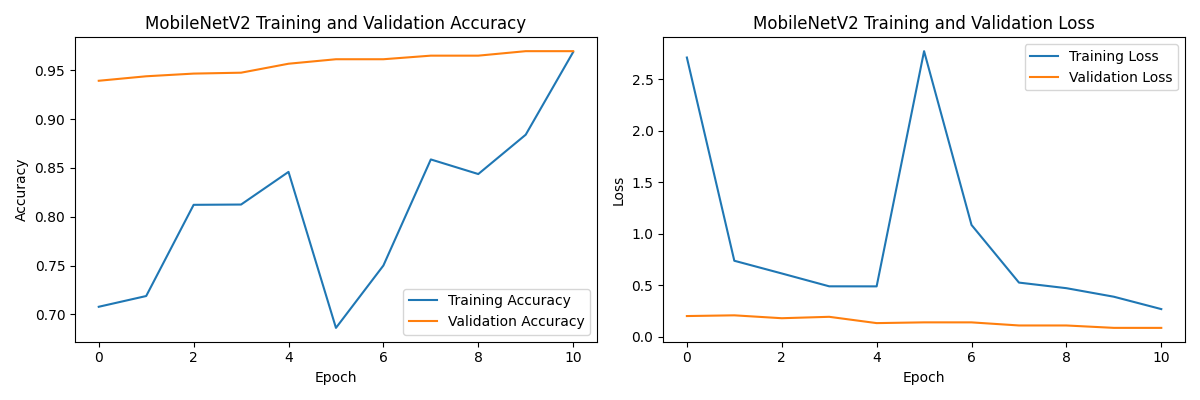 MobileNetV2 Training and Validation Accuracy
Accuracy
0.95
0.90
0.85
0.80
0.75
0.70
Training Accuracy
Validation Accuracy
0 2 4 6 8 10
Epoch
MobileNetV2 Training and Validation Loss
Loss
Training Loss
Validation Loss
2.5
2.0
1.5
1.0
0.5
0.0
0 2 4 6 8 10
Epoch